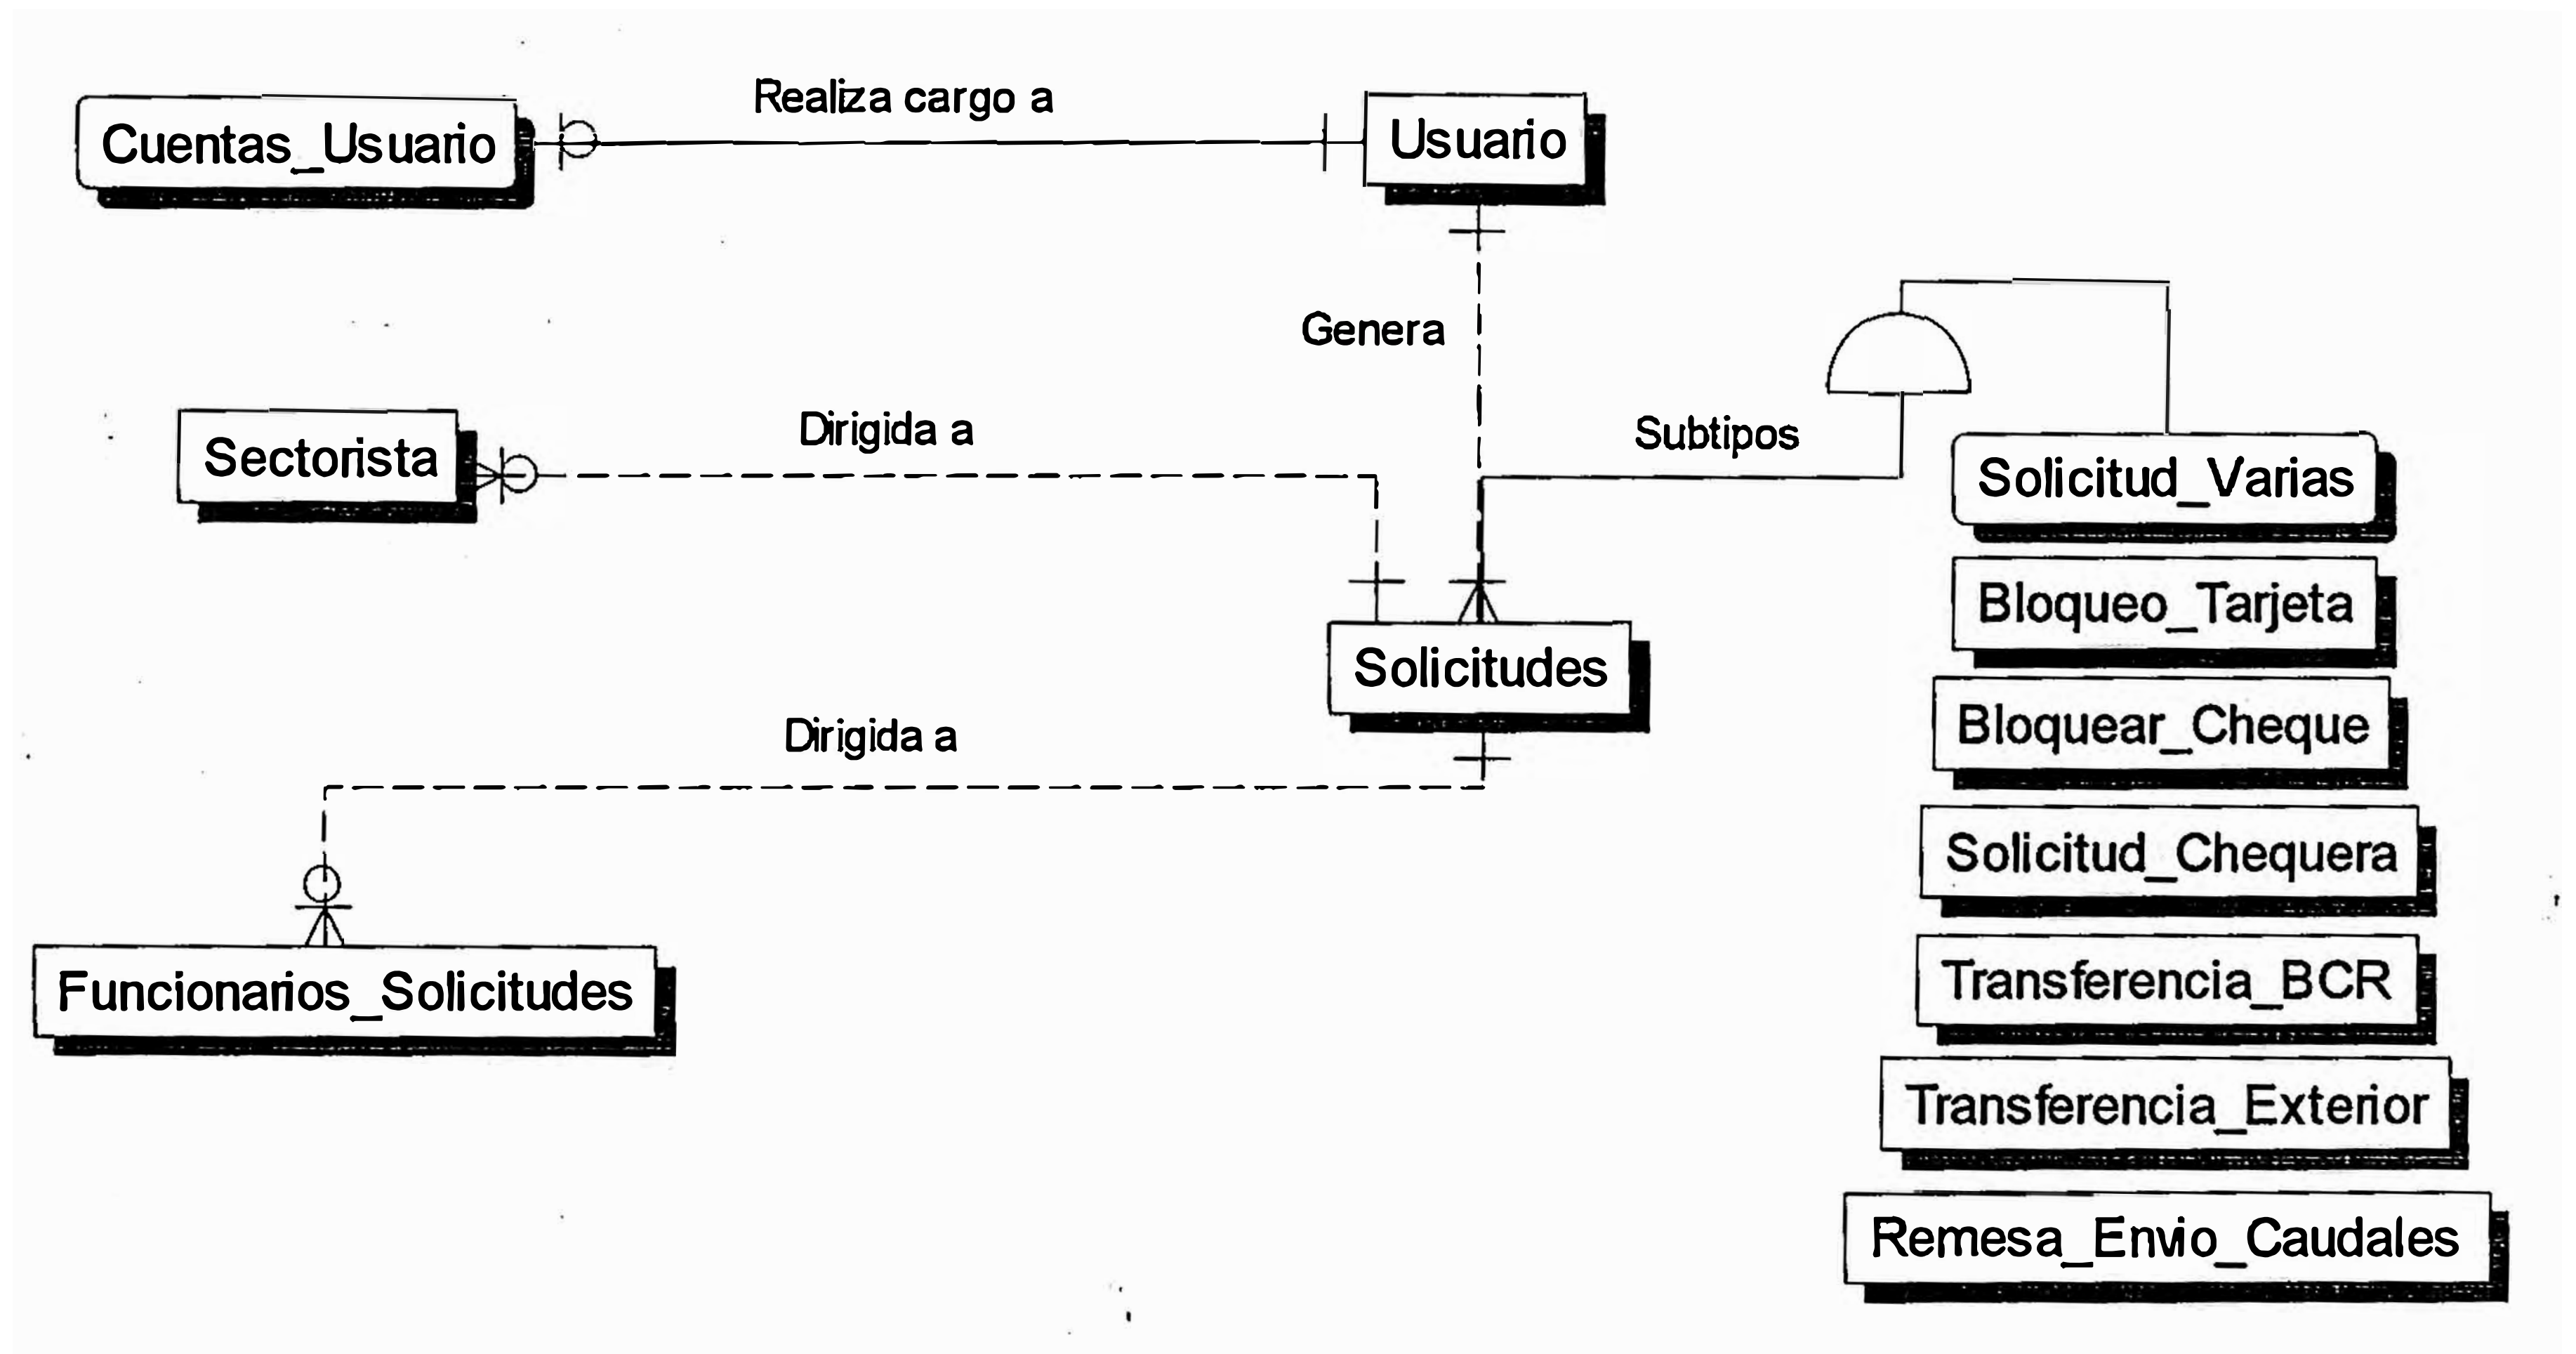 Realiza cargo a
Cuentas_Usuario
Usuario
Genera
Dirigida a
Subtipos
Sectorista
Solicitud_Varias
Bloqueo_Tarjeta
Solicitudes
Bloquear_Cheque
Dirigida a
Solicitud_Chequera
Transferencia_BCR
Funcionarios_Solicitudes
Transferencia_Exterior
Remesa_Envio_Caudales